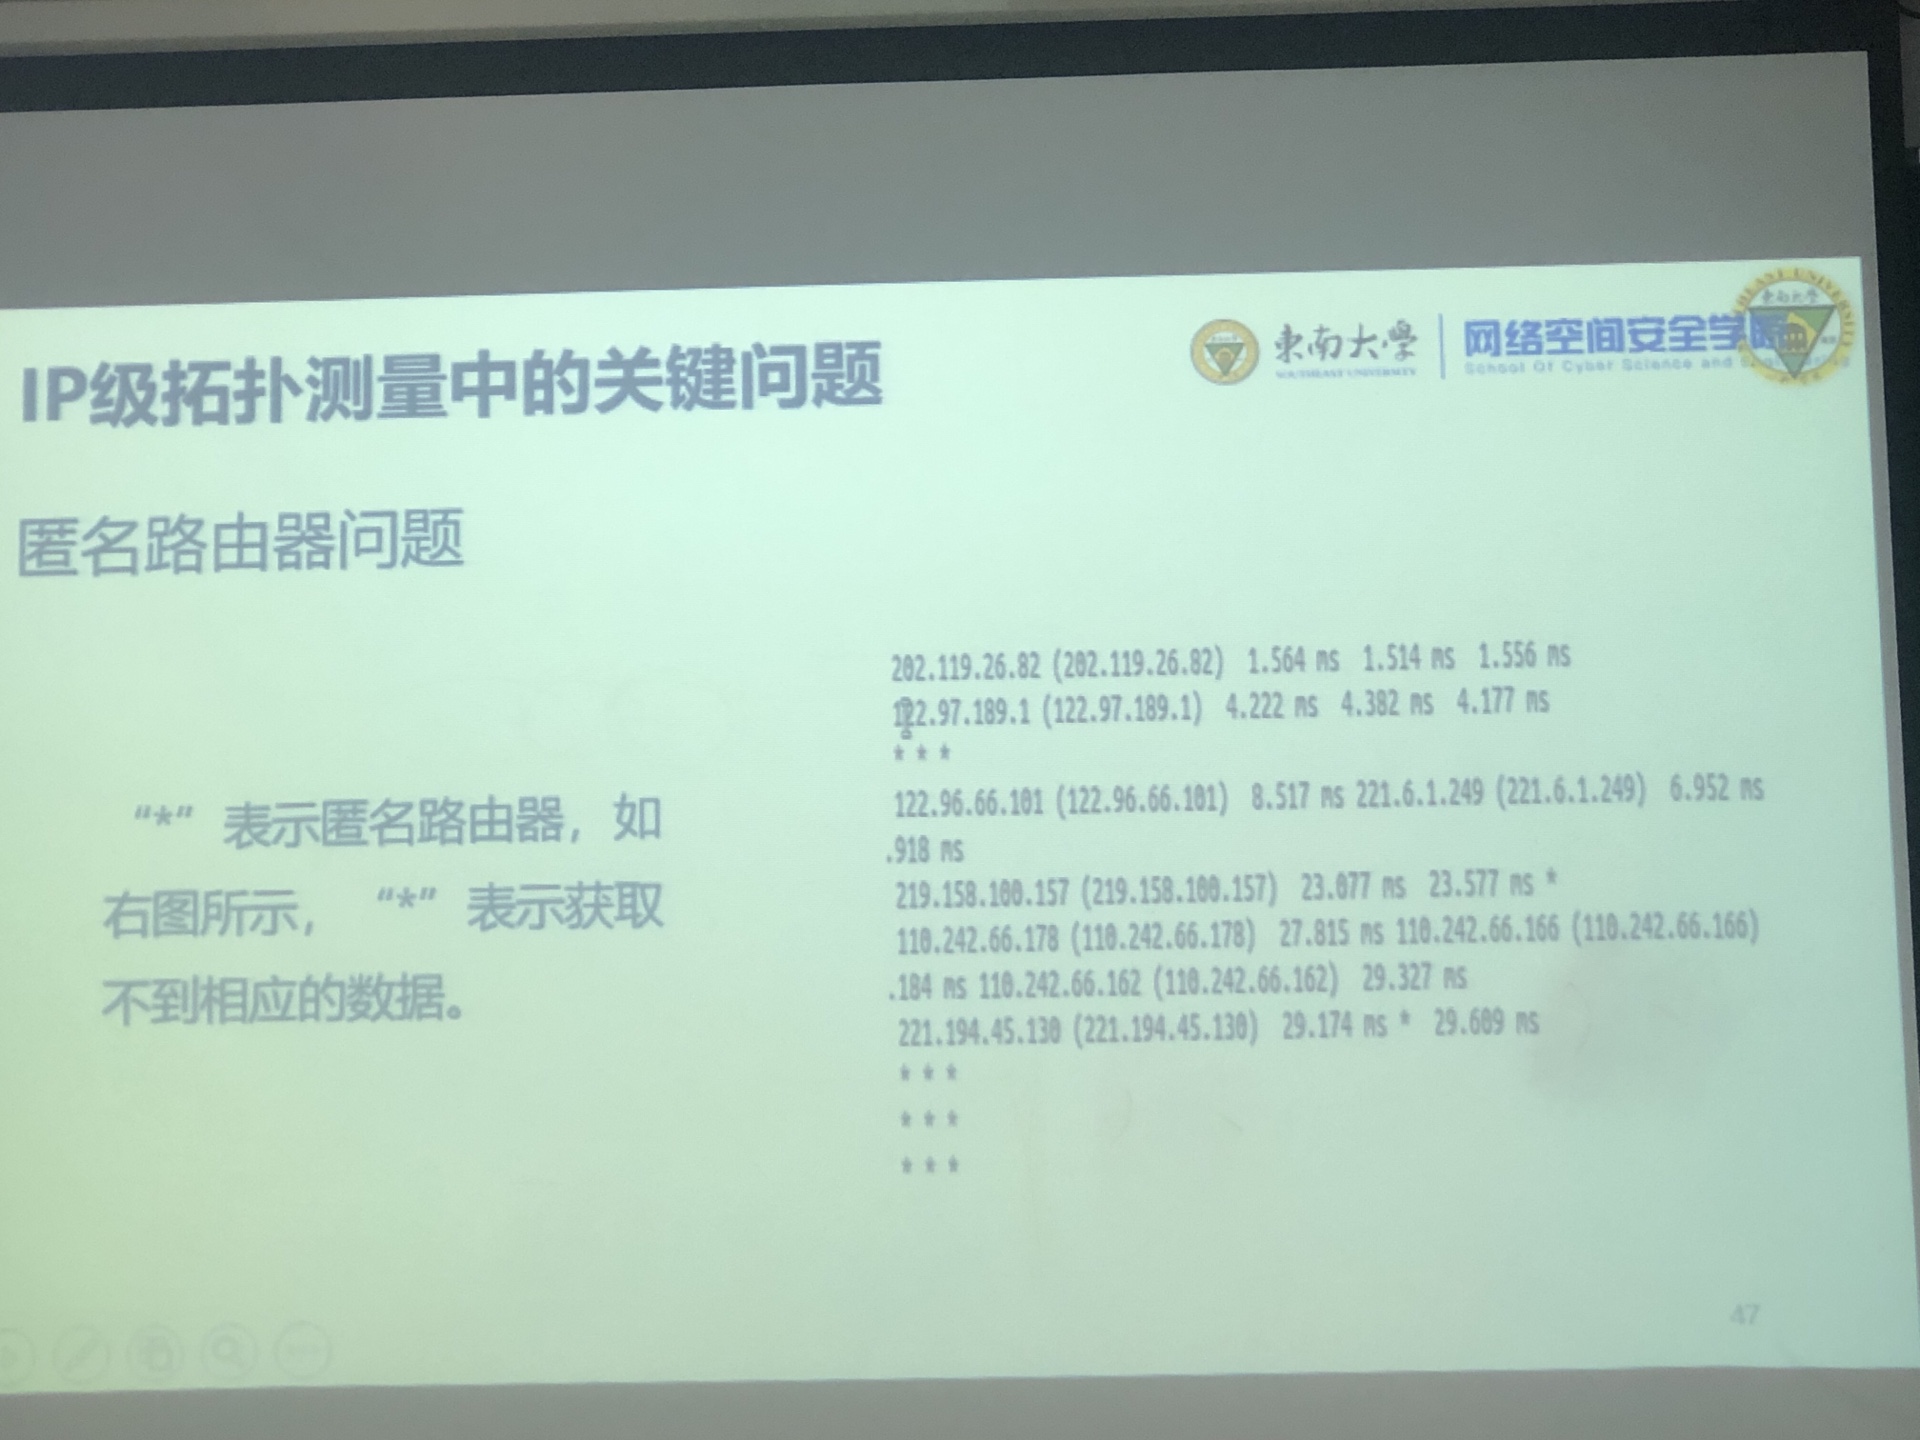 IP级拓扑测量中的关键问题
東南大學
SOUTHEAST UNIVERSITY
网络空间安全学院
School Of Cyber Science and
東南大學
匿名路由器问题
“*”表示匿名路由器，如
右图所示，“*”表示获取
不到相应的数据。
202.119.26.82 (202.119.26.82) 1.564 ms 1.514 ms 1.556 ms
122.97.189.1 (122.97.189.1) 4.222 ms 4.382 ms 4.177 ms
* * *
122.96.66.101 (122.96.66.101) 8.517 ms 221.6.1.249 (221.6.1.249) 6.952 ms
.918 ms
219.158.100.157 (219.158.100.157) 23.077 ms 23.577 ms *
110.242.66.178 (110.242.66.178) 27.815 ms 110.242.66.166 (110.242.66.166)
.184 ms 110.242.66.162 (110.242.66.162) 29.327 ms
221.194.45.130 (221.194.45.130) 29.174 ms * 29.609 ms
* * *
* * *
* * *
47